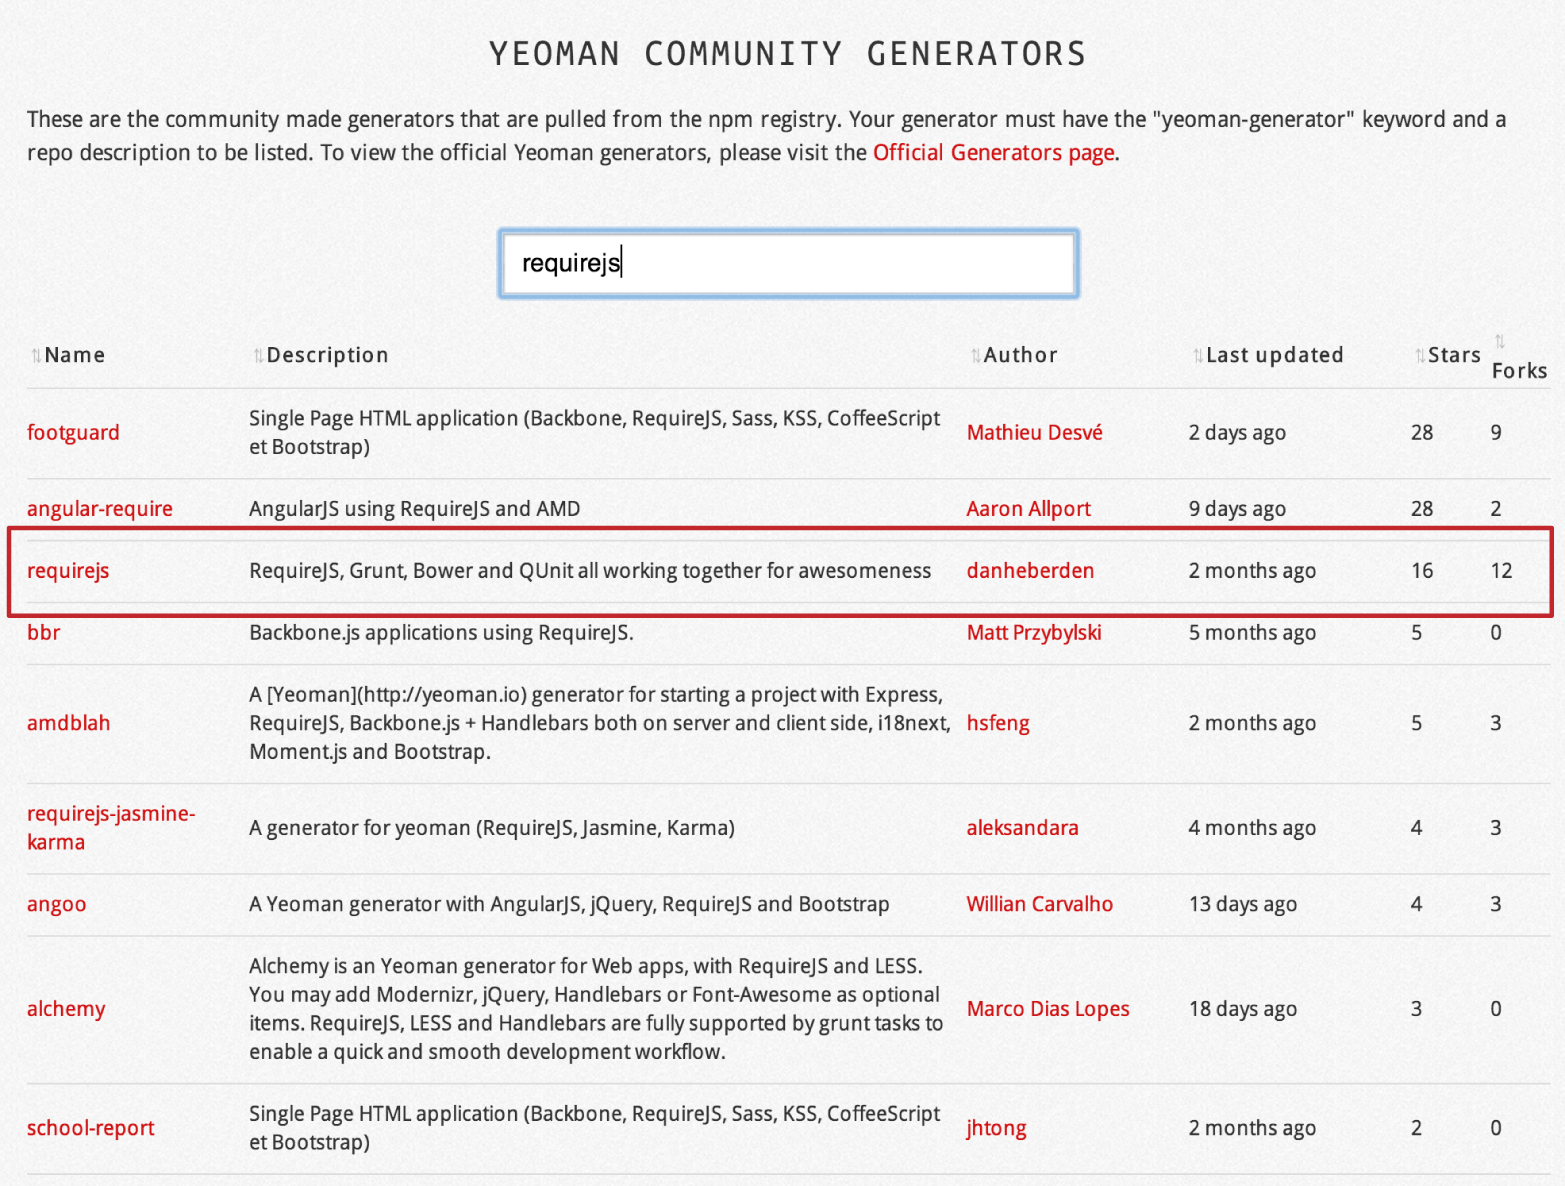 YEOMAN COMMUNITY GENERATORS
These are the community made generators that are pulled from the npm registry. Your generator must have the "yeoman-generator" keyword and a
repo description to be listed. To view the official Yeoman generators, please visit the Official Generators page.
requirejs
⇅Name ⇅Description ⇅Author ⇅Last updated ⇅Stars ⇅
Forks
footguard Single Page HTML application (Backbone, RequireJS, Sass, KSS, CoffeeScript
et Bootstrap) Mathieu Desvé 2 days ago 28 9
angular-require AngularJS using RequireJS and AMD Aaron Allport 9 days ago 28 2
requirejs RequireJS, Grunt, Bower and QUnit all working together for awesomeness danheberden 2 months ago 16 12
bbr Backbone.js applications using RequireJS. Matt Przybylski 5 months ago 5 0
A [Yeoman](http://yeoman.io) generator for starting a project with Express,
amdblah RequireJS, Backbone.js + Handlebars both on server and client side, i18next, hsfeng 2 months ago 5 3
Moment.js and Bootstrap.
requirejs-jasmine-
karma A generator for yeoman (RequireJS, Jasmine, Karma) aleksandara 4 months ago 4 3
angoo A Yeoman generator with AngularJS, jQuery, RequireJS and Bootstrap Willian Carvalho 13 days ago 4 3
Alchemy is an Yeoman generator for Web apps, with RequireJS and LESS.
You may add Modernizr, jQuery, Handlebars or Font-Awesome as optional
alchemy items. RequireJS, LESS and Handlebars are fully supported by grunt tasks to Marco Dias Lopes 18 days ago 3 0
enable a quick and smooth development workflow.
school-report Single Page HTML application (Backbone, RequireJS, Sass, KSS, CoffeeScript
et Bootstrap) jhtong 2 months ago 2 0